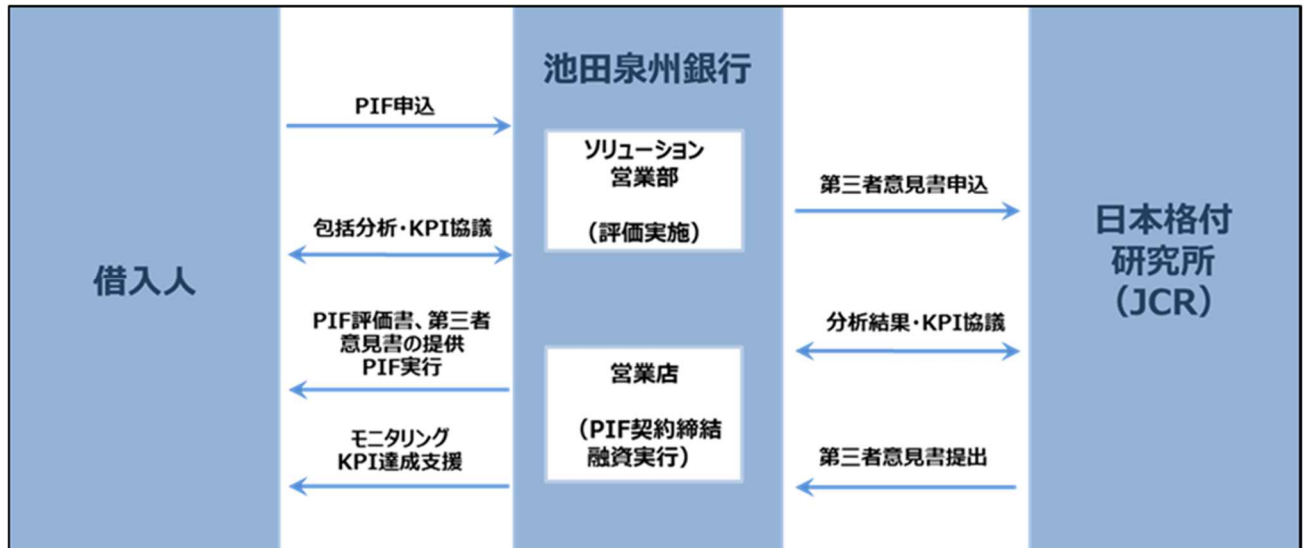 借入人
PIF申込
包括分析・KPI協議
PIF評価書、第三者
意見書の提供
PIF実行
モニタリング
KPI達成支援
池田泉州銀行
ソリューション
営業部
（評価実施）
営業店
（PIF契約締結
融資実行）
第三者意見書申込
分析結果・KPI協議
第三者意見書提出
日本格付
研究所
（JCR）